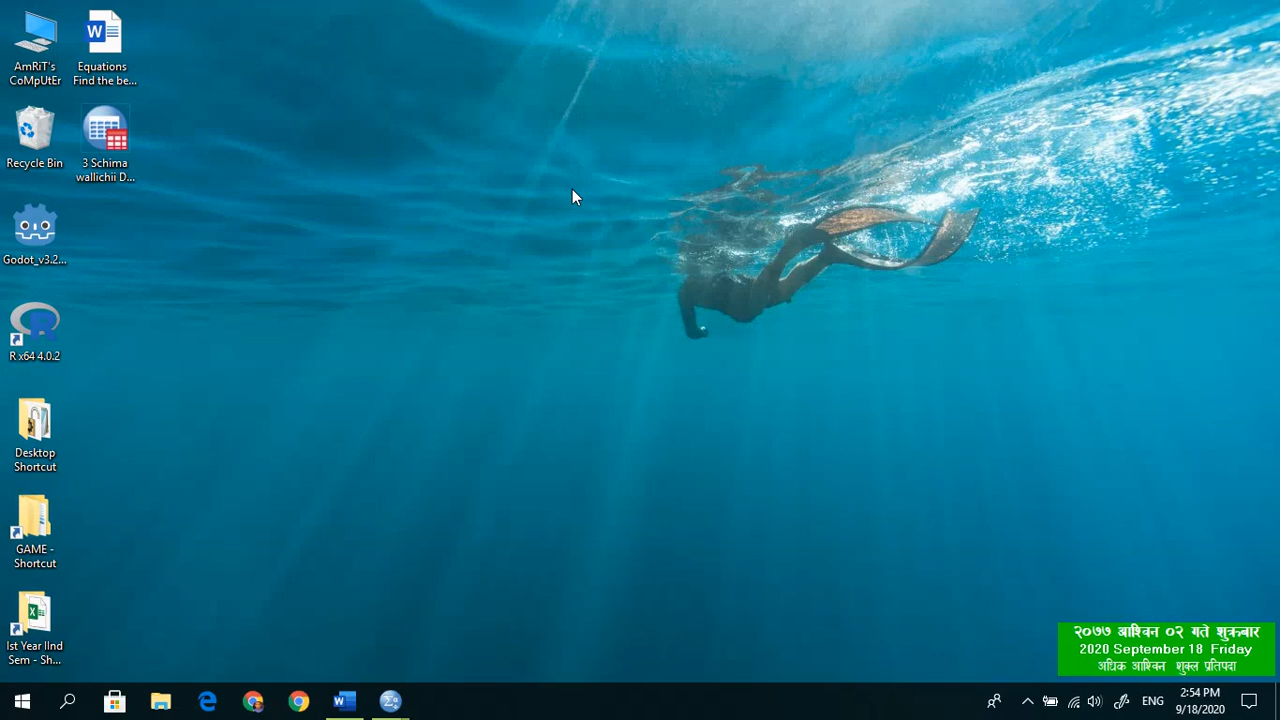 AmRiT's
CoMpUtEr
Equations
Find the be...
Recycle Bin
3 Schima
wallichii D...
Godot_v3.2...
R x64 4.0.2
Desktop
Shortcut
GAME -
Shortcut
Ist Year IInd
Sem - Sh...
२०७७ आश्विन ०२ गते शुक्रबार
2020 September 18 Friday
अधिक आश्विन शुक्ल प्रतिपदा
ENG
2:54 PM
9/18/2020